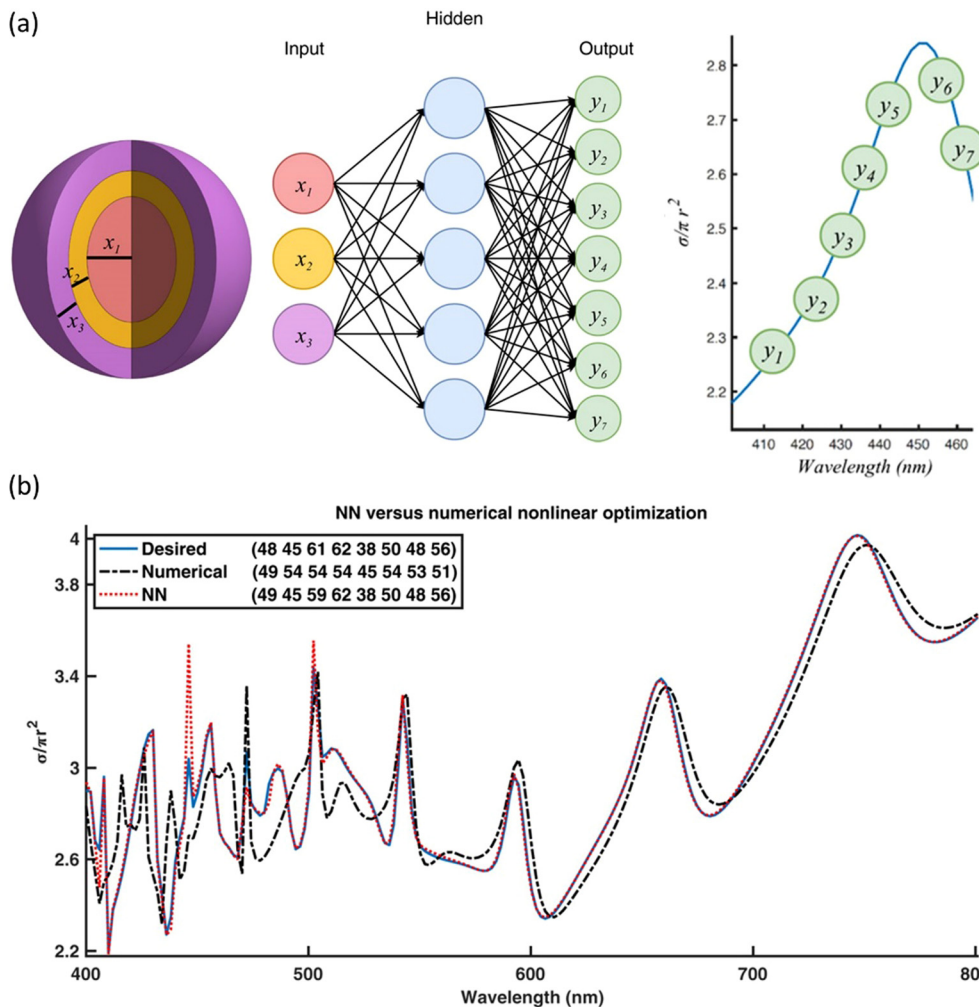 (a)
Input
Hidden
Output
x1
x2
x3
x1
x2
x3
y1
y2
y3
y4
y5
y6
y7
σ/π r²
2.8
2.7
2.6
2.5
2.4
2.3
2.2
y1
y2
y3
y4
y5
y6
y7
410 420 430 440 450 460
Wavelength (nm)
(b)
NN versus numerical nonlinear optimization
Desired (48 45 61 62 38 50 48 56)
Numerical (49 54 54 54 45 54 53 51)
NN (49 45 59 62 38 50 48 56)
σ/πr²
4
3.8
3.4
3
2.6
2.2
400 500 600 700 80
Wavelength (nm)